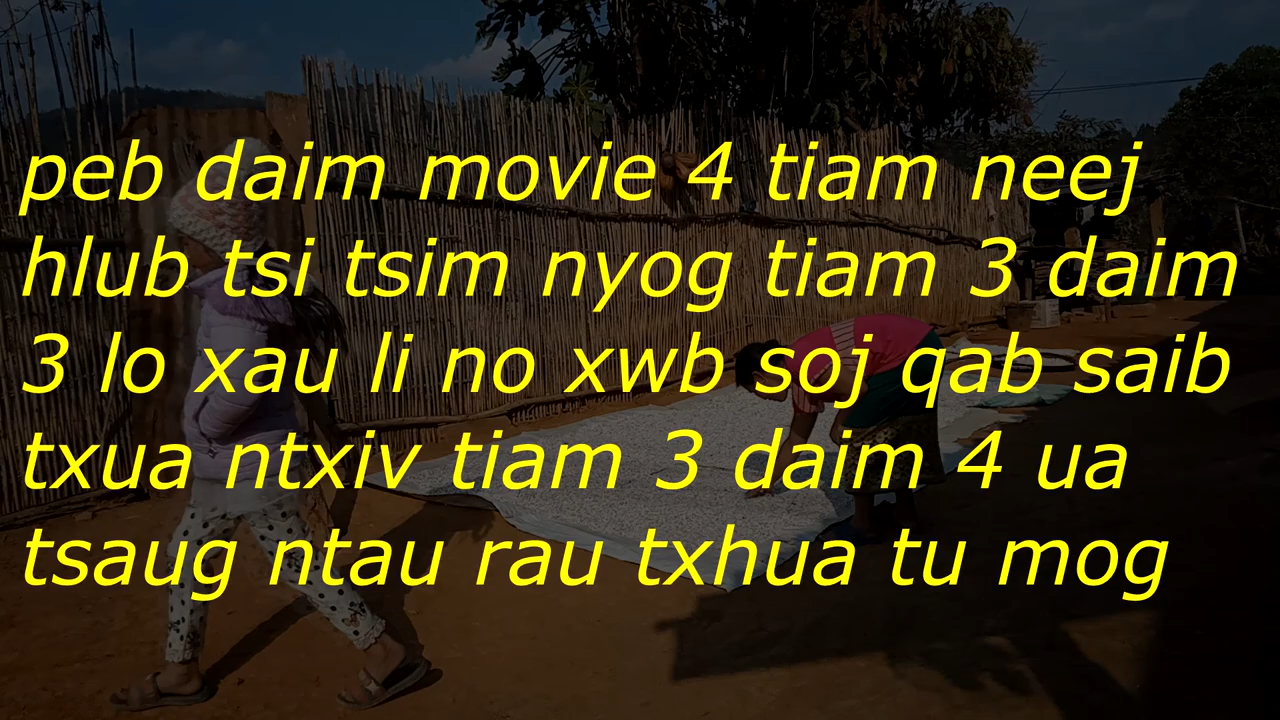 peb daim movie 4 tiam neej
hlub tsi tsim nyog tiam 3 daim
3 lo xau li no xwb soj qab saib
txua ntxiv tiam 3 daim 4 ua
tsaug ntau rau txhua tu mog